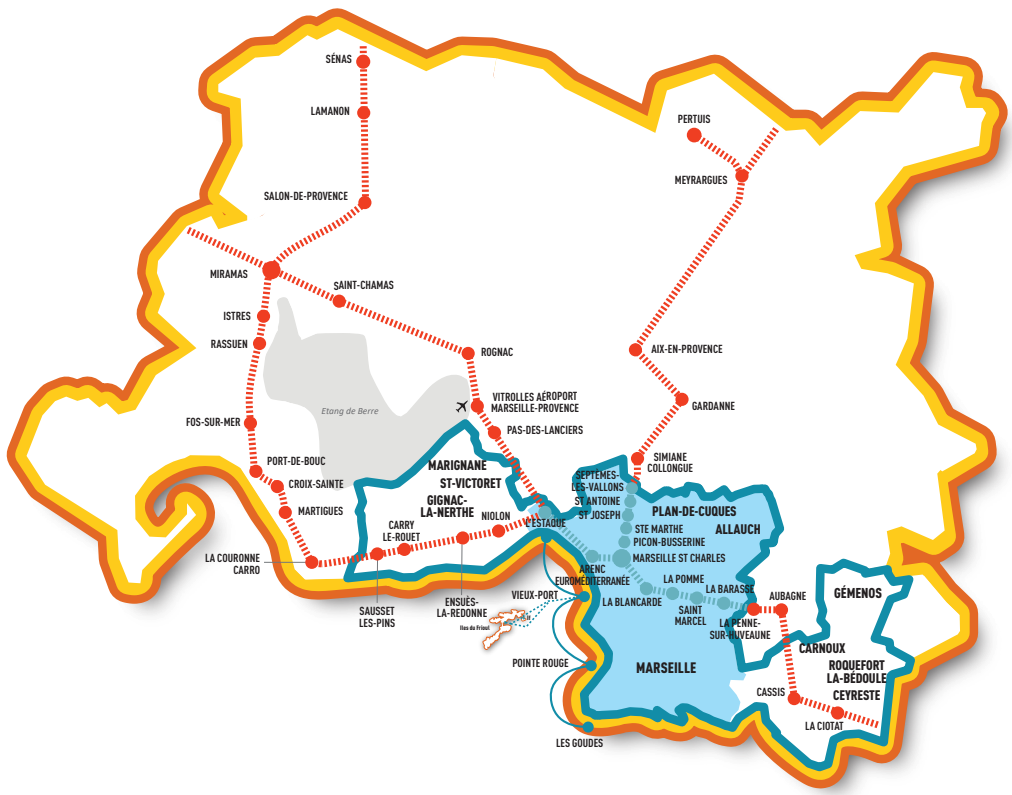 SÉNAS
LAMANON
PERTUIS
MEYRARGUES
SALON-DE-PROVENCE
MIRAMAS
SAINT-CHAMAS
ISTRES
RASSUEN
ROGNAC
AIX-EN-PROVENCE
VITROLLES AÉROPORT
MARSEILLE-PROVENCE
GARDANNE
Etang de Berre
FOS-SUR-MER
PAS-DES-LANCIERS
PORT-DE-BOUC
CROIX-SAINTE
MARTIGUES
MARIGNANE
ST-VICTORET
GIGNAC-
LA-NERTHE
SIMIANE
COLLONGUE
SEPTÈMES-
LES-VALLONS
ST ANTOINE
ST JOSEPH
PLAN-DE-CUQUES
ALLAUCH
NIOLON
L'ESTAQUE
CARRY
LE-ROUET
STE MARTHE
PICON-BUSSERINE
MARSEILLE ST CHARLES
LA COURONNE
CARRO
ARENC
EUROMÉDITERRANÉE
LA POMME
LA BARASSE
LA BLANCARDE
SAINT
MARCEL
LA PENNE-
SUR-HUVEAUNE
AUBAGNE
GÉMENOS
SAUSSET
LES-PINS
ENSUÈS-
LA-REDONNE
VIEUX-PORT
Iles du Frioul
POINTE ROUGE
MARSEILLE
CARNOUX
ROQUEFORT
LA-BÉDOULE
CEYRESTE
CASSIS
LA CIOTAT
LES GOUDES